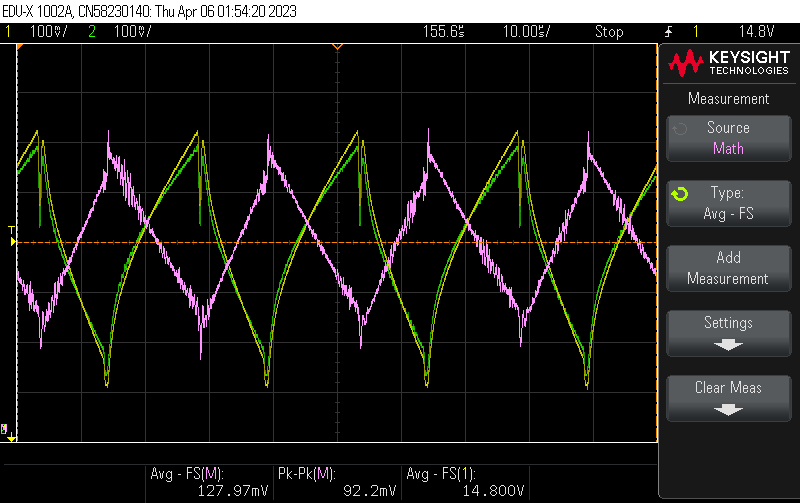 EDU-X 1002A, CN58230140: Thu Apr 06 01:54:20 2023
1 100%/ 2 100%/ 155.6% 10.00%/ Stop 1 14.8V
KEYSIGHT
TECHNOLOGIES
Measurement
Source
Math
Type:
Avg - FS
Add
Measurement
Settings
Clear Meas
T
Avg - FS(M):
127.97mV
Pk-Pk(M):
92.2mV
Avg - FS(1):
14.800V